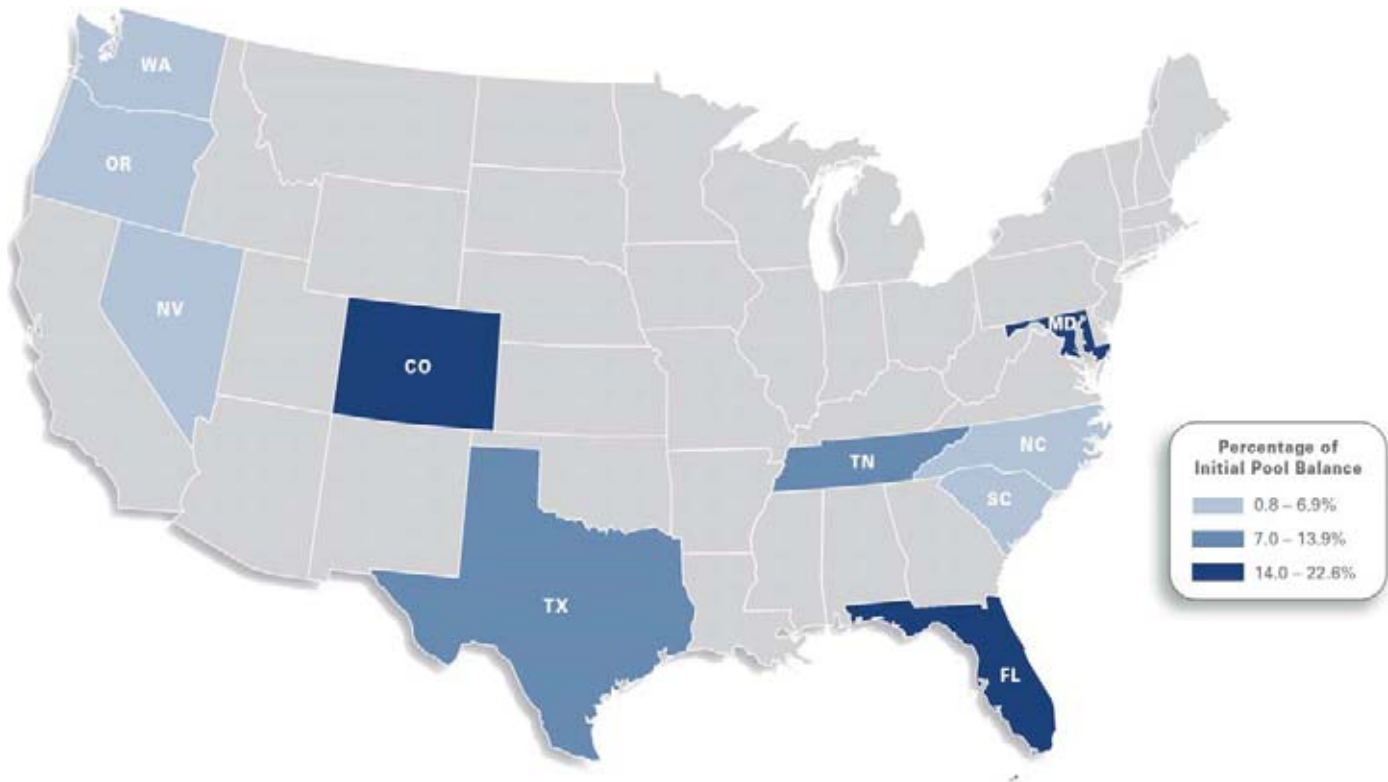 WA
OR
NV
CO
MD
TN
NC
SC
TX
FL
Percentage of
Initial Pool Balance
0.8 – 6.9%
7.0 – 13.9%
14.0 – 22.6%